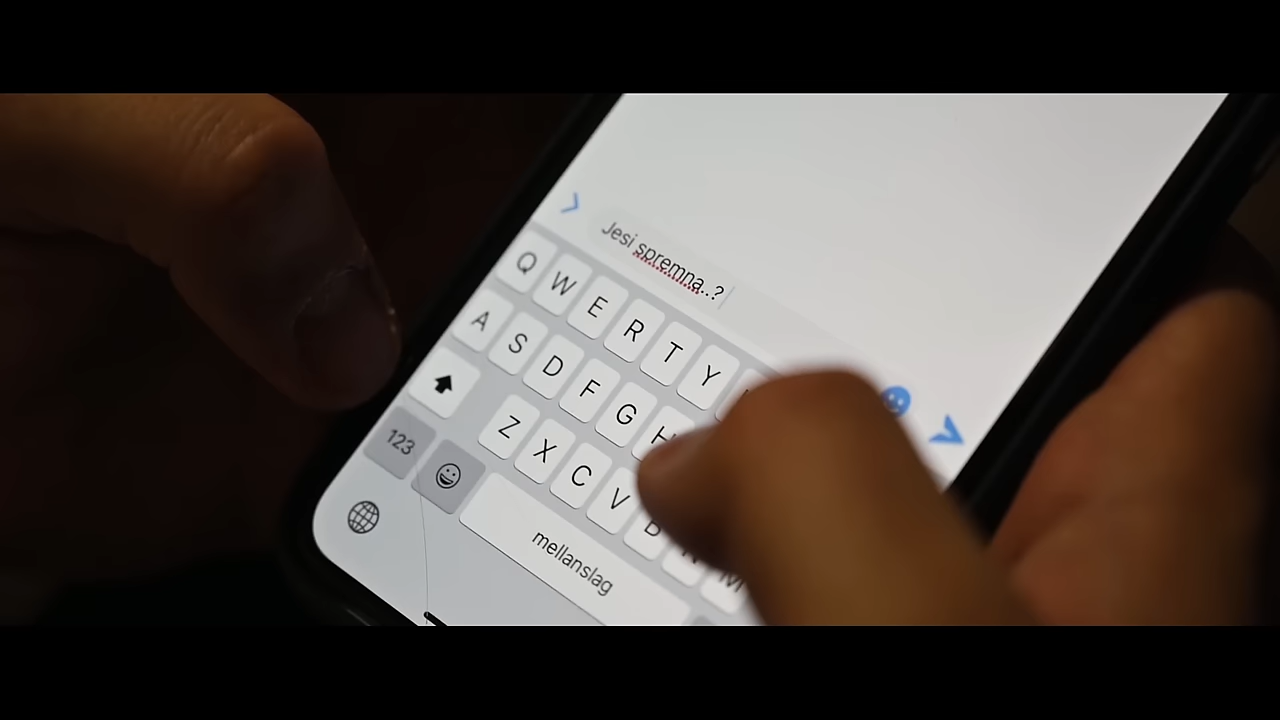 Jesi spremna..?
Q W E R T Y
A S D F G H
Z X C V B N M
123
mellanslag